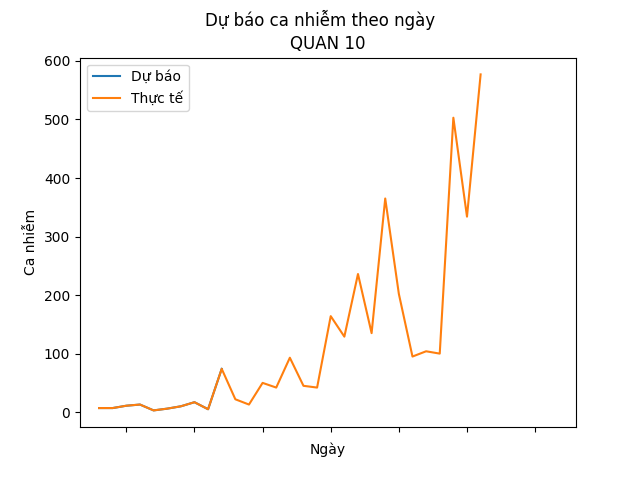 Dự báo ca nhiễm theo ngày
QUAN 10
600
500
400
300
200
100
0
Ca nhiễm
Dự báo
Thực tế
Ngày